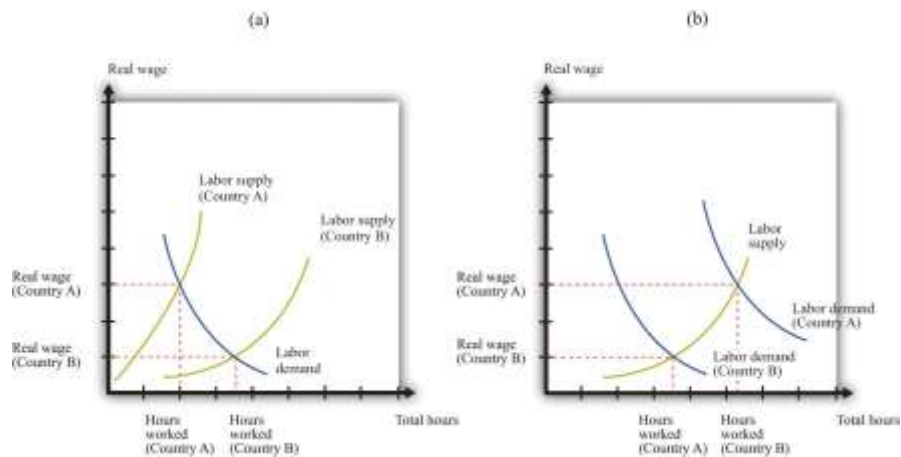 (a)
Real wage
Labor supply
(Country A)
Labor supply
(Country B)
Real wage
(Country A)
Real wage
(Country B)
Labor
demand
Hours
worked
(Country A)
Hours
worked
(Country B)
Total hours
(b)
Real wage
Labor
supply
Real wage
(Country A)
Labor demand
(Country A)
Real wage
(Country B)
Labor demand
(Country B)
Hours
worked
(Country A)
Hours
worked
(Country B)
Total hours